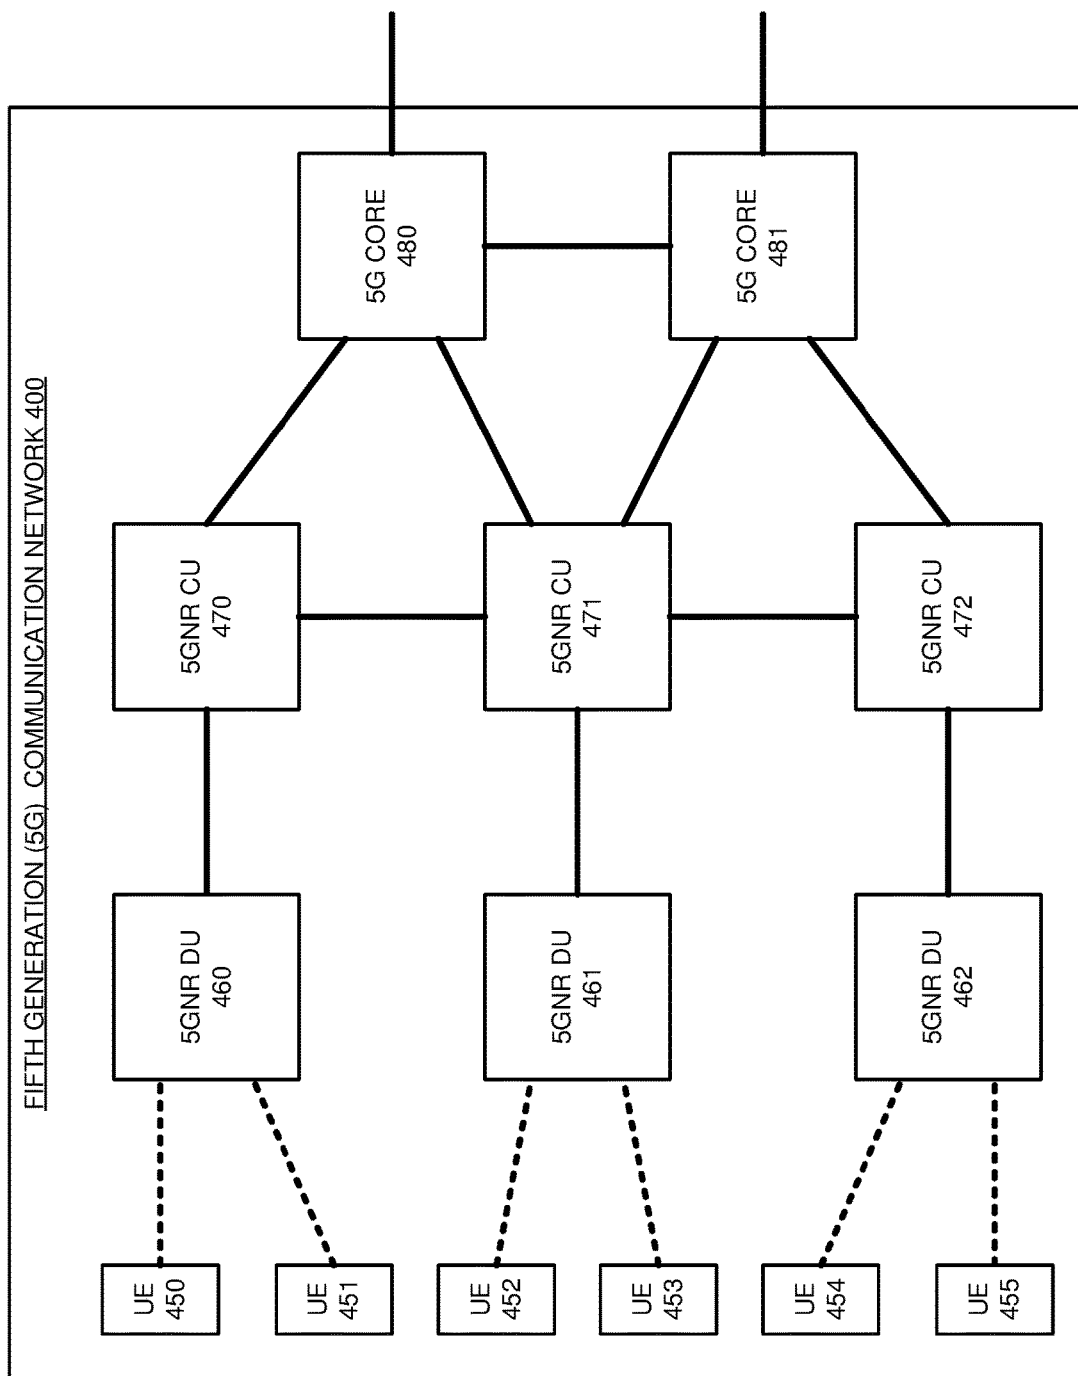 FIFTH GENERATION (5G) COMMUNICATION NETWORK 400
UE
450
UE
451
UE
452
UE
453
UE
454
UE
455
5GNR DU
460
5GNR DU
461
5GNR DU
462
5GNR CU
470
5GNR CU
471
5GNR CU
472
5G CORE
480
5G CORE
481